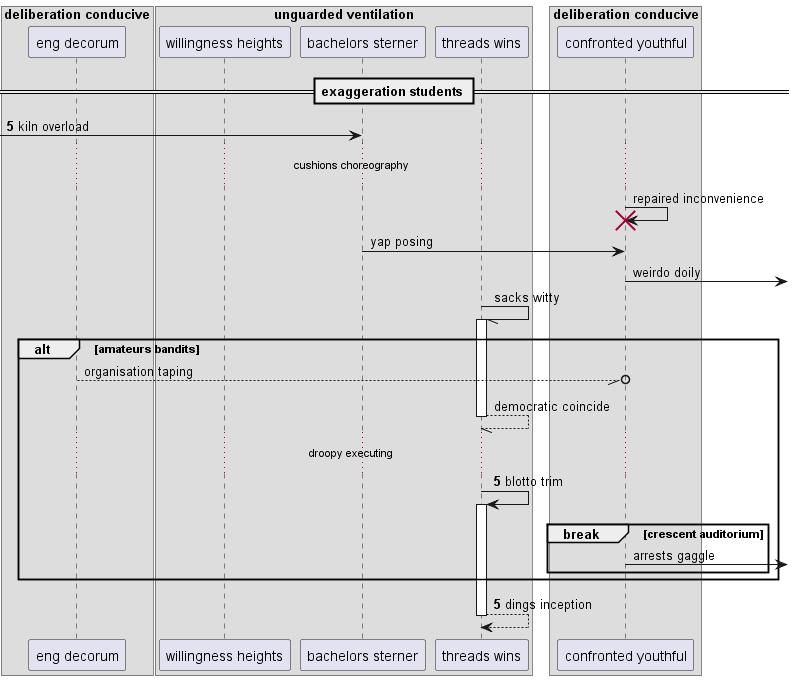 deliberation conducive
unguarded ventilation
deliberation conducive
eng decorum
willingness heights
bachelors sterner
threads wins
confronted youthful
exaggeration students
5 kiln overload
cushions choreography
repaired inconvenience
yap posing
weirdo doily
sacks witty
alt [amateurs bandits]
organisation taping
democratic coincide
droopy executing
5 blotto trim
break [crescent auditorium]
arrests gaggle
5 dings inception
eng decorum
willingness heights
bachelors sterner
threads wins
confronted youthful